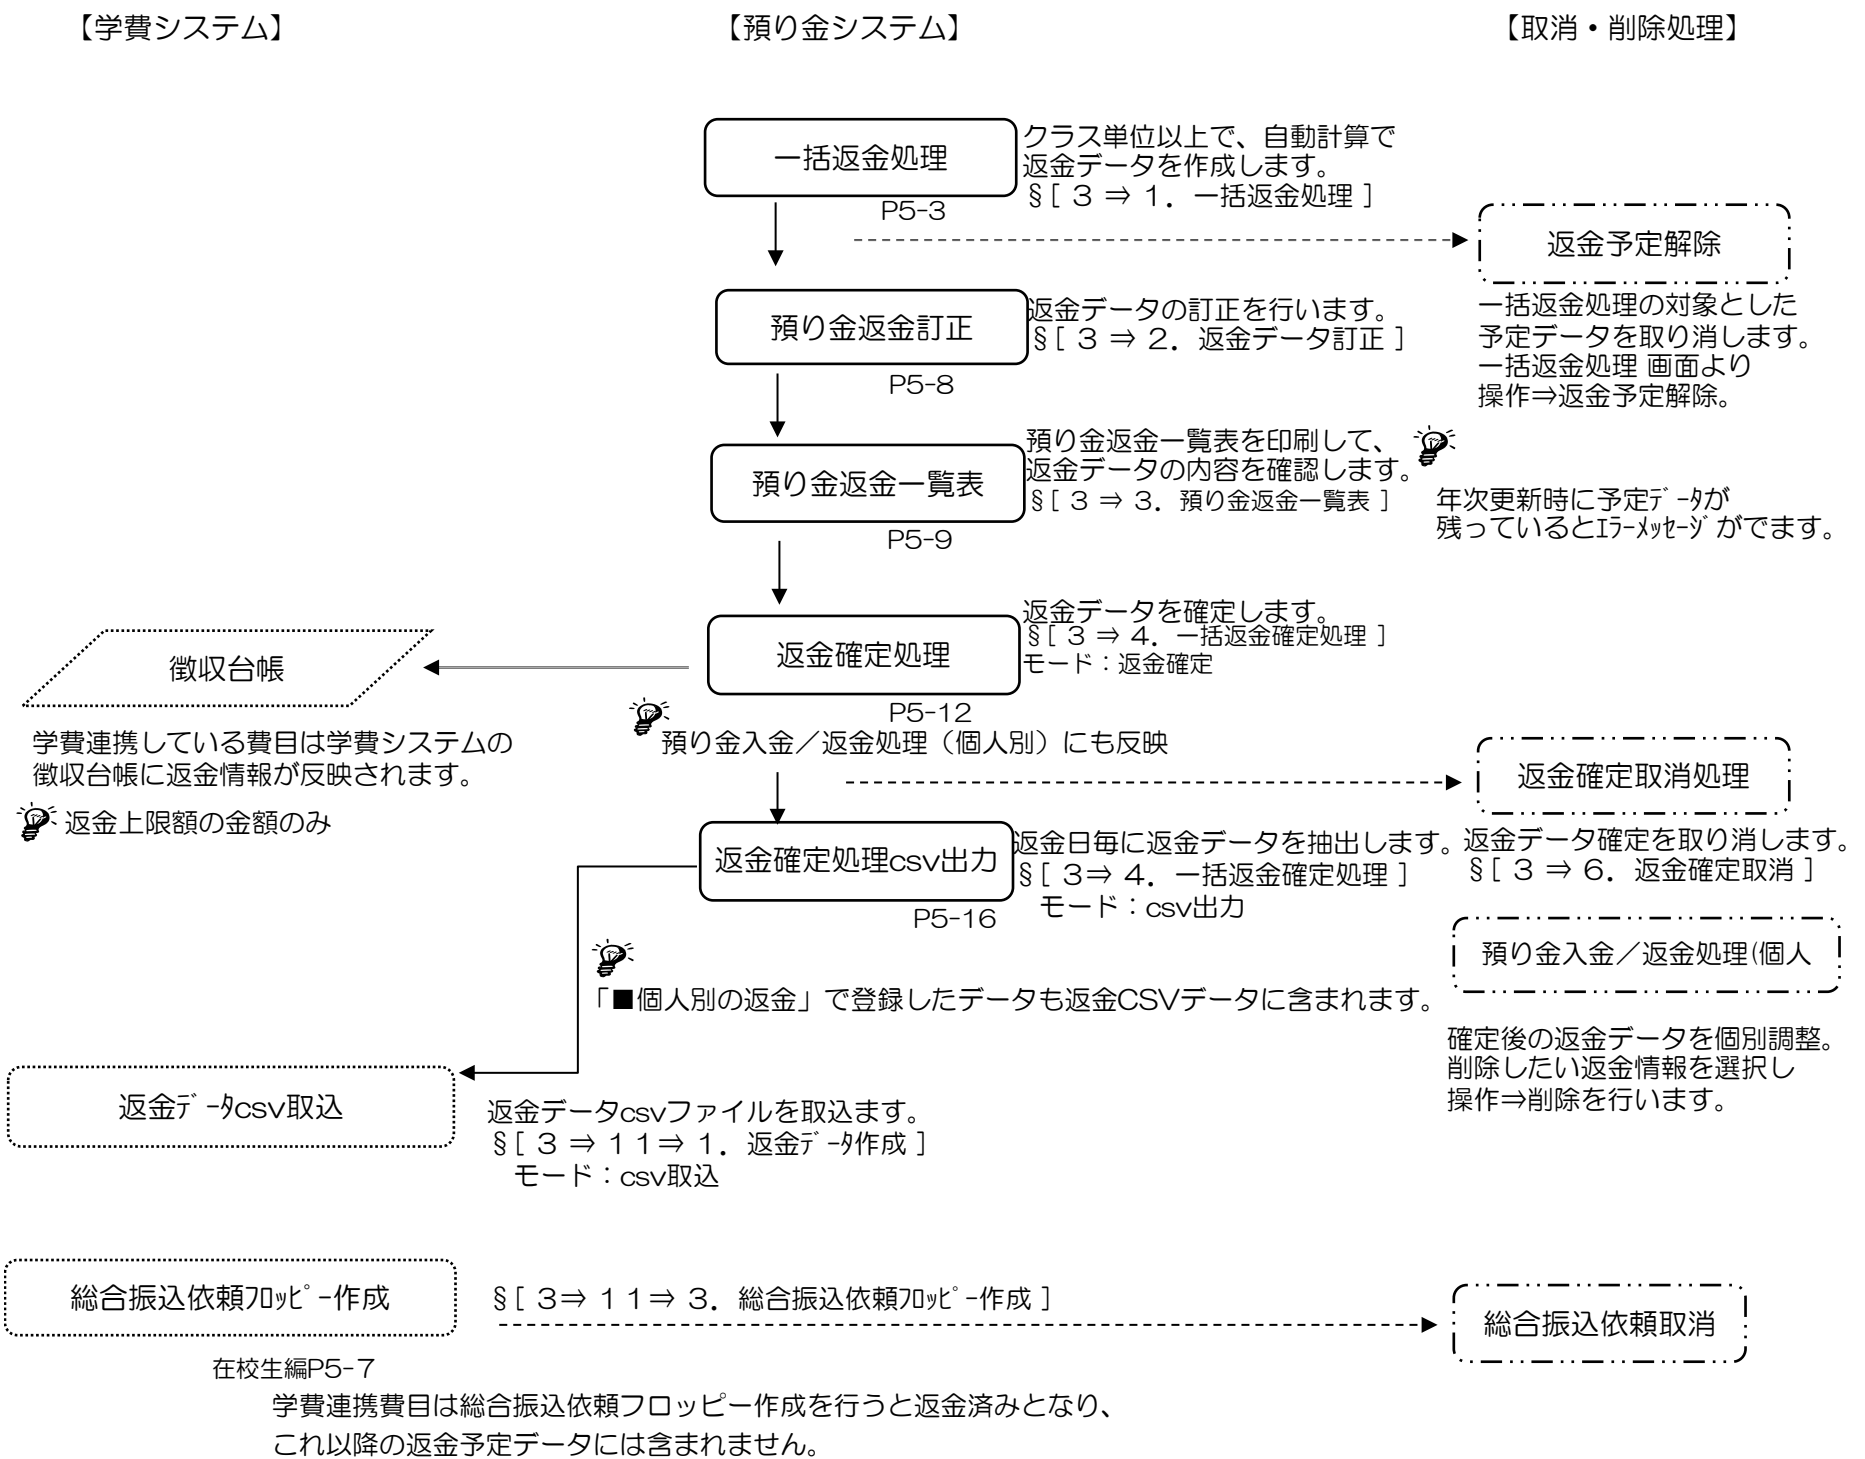 【学費システム】
【預り金システム】
【取消・削除処理】
一括返金処理
クラス単位以上で、自動計算で
返金データを作成します。
§[ 3 ⇒ 1. 一括返金処理 ]
P5-3
返金予定解除
一括返金処理の対象とした
予定データを取り消します。
一括返金処理 画面より
操作⇒返金予定解除。
預り金返金訂正
返金データの訂正を行います。
§[ 3 ⇒ 2. 返金データ訂正 ]
P5-8
預り金返金一覧表
預り金返金一覧表を印刷して、
返金データの内容を確認します。
§[ 3 ⇒ 3. 預り金返金一覧表 ]
P5-9
年次更新時に予定ﾃﾞｰﾀが
残っているとｴﾗｰﾒｯｾｰｼﾞがでます。
返金確定処理
返金データを確定します。
§[ 3 ⇒ 4. 一括返金確定処理 ]
モード：返金確定
P5-12
預り金入金／返金処理（個人別）にも反映
徴収台帳
学費連携している費目は学費システムの
徴収台帳に返金情報が反映されます。
返金上限額の金額のみ
返金確定取消処理
返金データ確定を取り消します。
§[ 3 ⇒ 6. 返金確定取消 ]
返金確定処理csv出力
返金日毎に返金データを抽出します。
§[ 3⇒ 4. 一括返金確定処理 ]
モード：csv出力
P5-16
「■個人別の返金」で登録したデータも返金CSVデータに含まれます。
預り金入金／返金処理(個人
確定後の返金データを個別調整。
削除したい返金情報を選択し
操作⇒削除を行います。
返金ﾃﾞｰﾀcsv取込
返金データcsvファイルを取込ます。
§[ 3 ⇒ 11⇒ 1. 返金ﾃﾞｰﾀ作成 ]
モード：csv取込
総合振込依頼ﾌﾛｯﾋﾟｰ作成
§[ 3⇒ 11⇒ 3. 総合振込依頼ﾌﾛｯﾋﾟｰ作成 ]
総合振込依頼取消
在校生編P5-7
学費連携費目は総合振込依頼フロッピー作成を行うと返金済みとなり、
これ以降の返金予定データには含まれません。